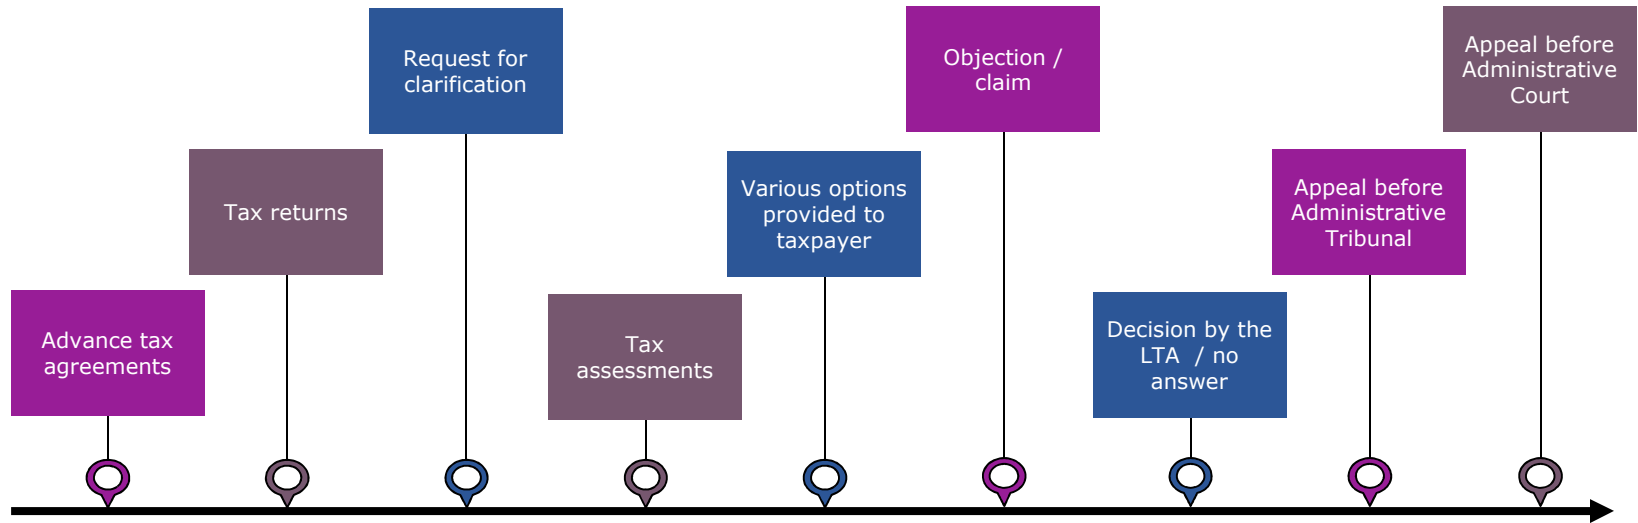 Advance tax
agreements
Tax returns
Request for
clarification
Tax
assessments
Various options
provided to
taxpayer
Objection /
claim
Decision by the
LTA  / no
answer
Appeal before
Administrative
Tribunal
Appeal before
Administrative
Court